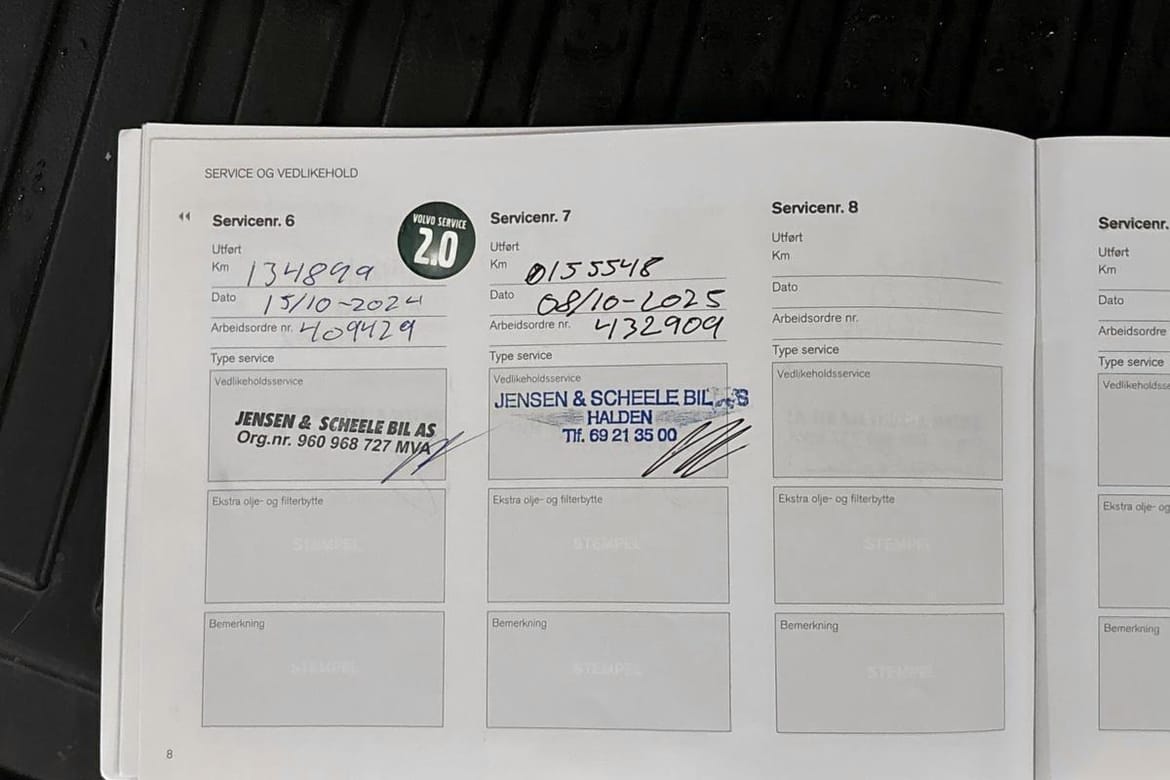 SERVICE OG VEDLIKEHOLD
Servicenr. 6
VOLVO SERVICE
2.0
Utført
Km 134899
Dato 15/10-2024
Arbeidsordre nr. 409429
Type service
Vedlikeholdsservice
JENSEN & SCHEELE BIL AS
Org.nr. 960 968 727 MVA
Ekstra olje- og filterbytte
STEMPEL
Bemerkning
STEMPEL
Servicenr. 7
Utført
Km 0155548
Dato 08/10-2025
Arbeidsordre nr. 432909
Type service
Vedlikeholdsservice
JENSEN & SCHEELE BIL AS
HALDEN
Tlf. 69 21 35 00
Ekstra olje- og filterbytte
STEMPEL
Bemerkning
STEMPEL
Servicenr. 8
Utført
Km
Dato
Arbeidsordre nr.
Type service
Vedlikeholdsservice
Ekstra olje- og filterbytte
STEMPEL
Bemerkning
STEMPEL
Servicenr.
Utført
Km
Dato
Arbeidsordre
Type service
Vedlikeholdsse
Ekstra olje- og
Bemerkning
8